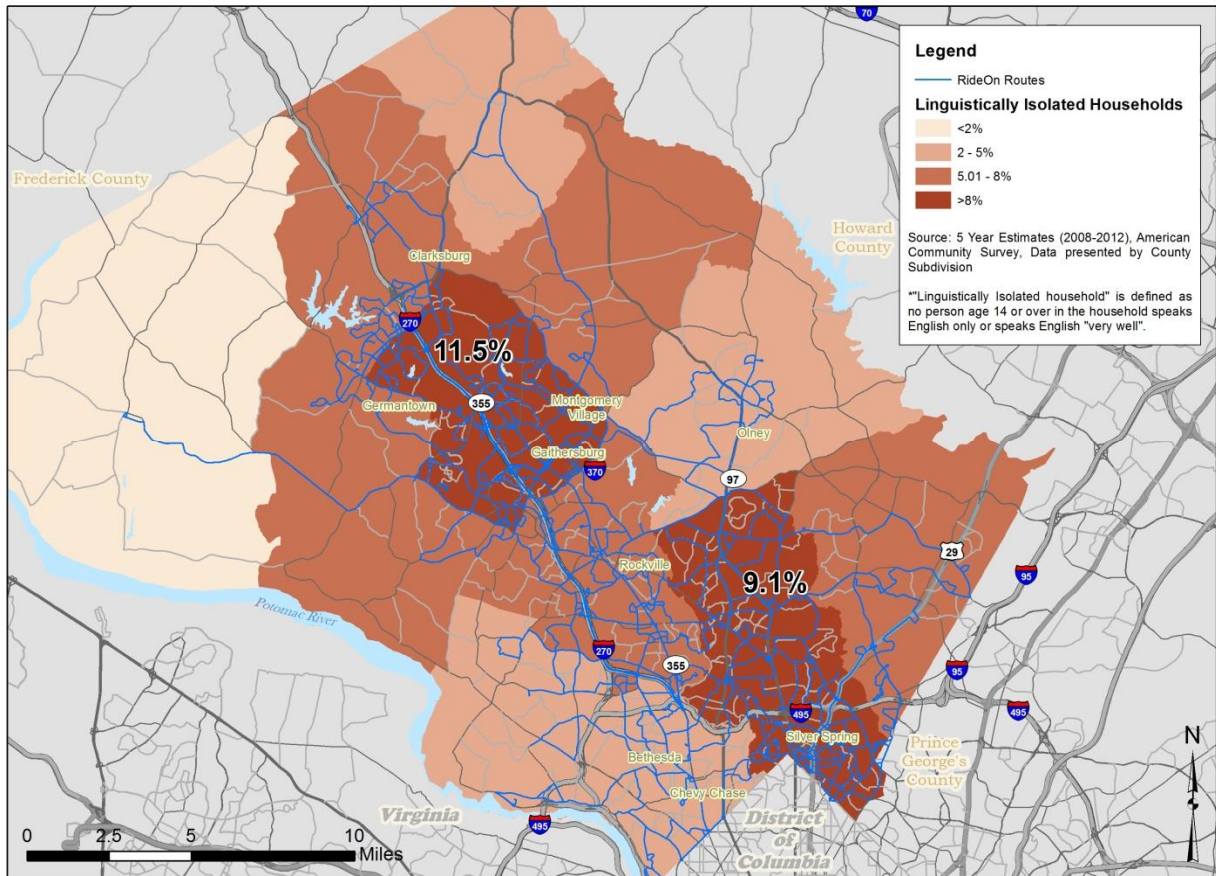 70
Legend
RideOn Routes
Linguistically Isolated Households
<2%
2 - 5%
5.01 - 8%
>8%
Source: 5 Year Estimates (2008-2012), American
Community Survey, Data presented by County
Subdivision
*"Linguistically Isolated household" is defined as
no person age 14 or over in the household speaks
English only or speaks English "very well".
Frederick County
Howard
County
Clarksburg
270
11.5%
355
Germantown
Montgomery
Village
Olney
Gaithersburg
370
97
29
Rockville
9.1%
95
Potomac River
270
355
95
495
495
Silver Spring
Bethesda
Prince
George's
County
Chevy Chase
Virginia
District
of
Columbia
495
N
0 2.5 5 10
Miles